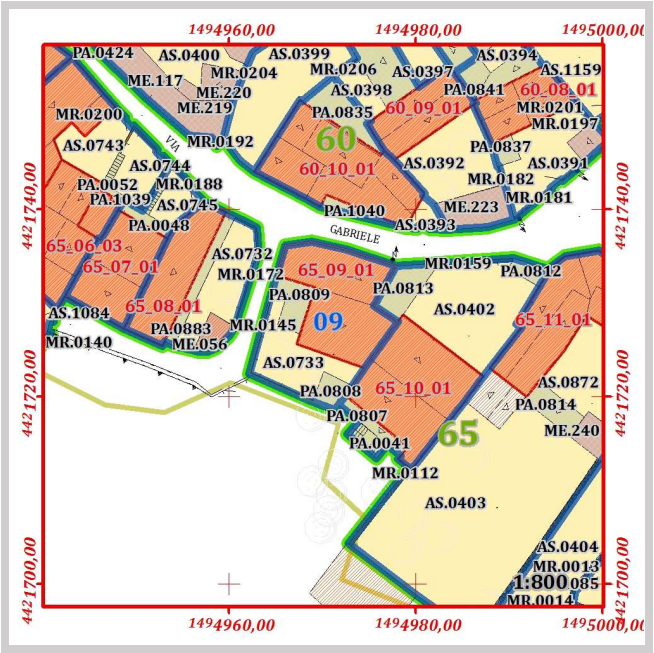 1494960,00 1494980,00 1495000,00
PA.0424 AS.0400 AS.0399 AS.0394
MR.0206 AS.0397 AS.1159
ME.117 MR.0204
ME.220 AS.0398 PA.0841 60_08_01
ME.219 PA.0835 60_09_01 MR.0201
MR.0200 MR.0197
AS.0743 VIA MR.0192 60 PA.0837
AS.0744 60_10_01 AS.0392 AS.0391
PA.0052 MR.0188 MR.0182
PA.1039 AS.0745 PA.1040 ME.223 MR.0181
4421740,00 4421740,00
PA.0048 GABRIELE AS.0393
65_06_03 AS.0732 MR.0159
65_07_01 MR.0172 65_09_01 PA.0812
65_08_01 PA.0809 PA.0813
AS.1084 AS.0402
PA.0883 MR.0145 09 65_11_01
MR.0140 ME.056
AS.0733
PA.0808 65_10_01 AS.0872
4421720,00 4421720,00
PA.0807 PA.0814
PA.0041 65 ME.240
MR.0112
AS.0403
AS.0404
MR.0013
1:800 085
MR.0014
4421700,00 4421700,00
1494960,00 1494980,00 1495000,00